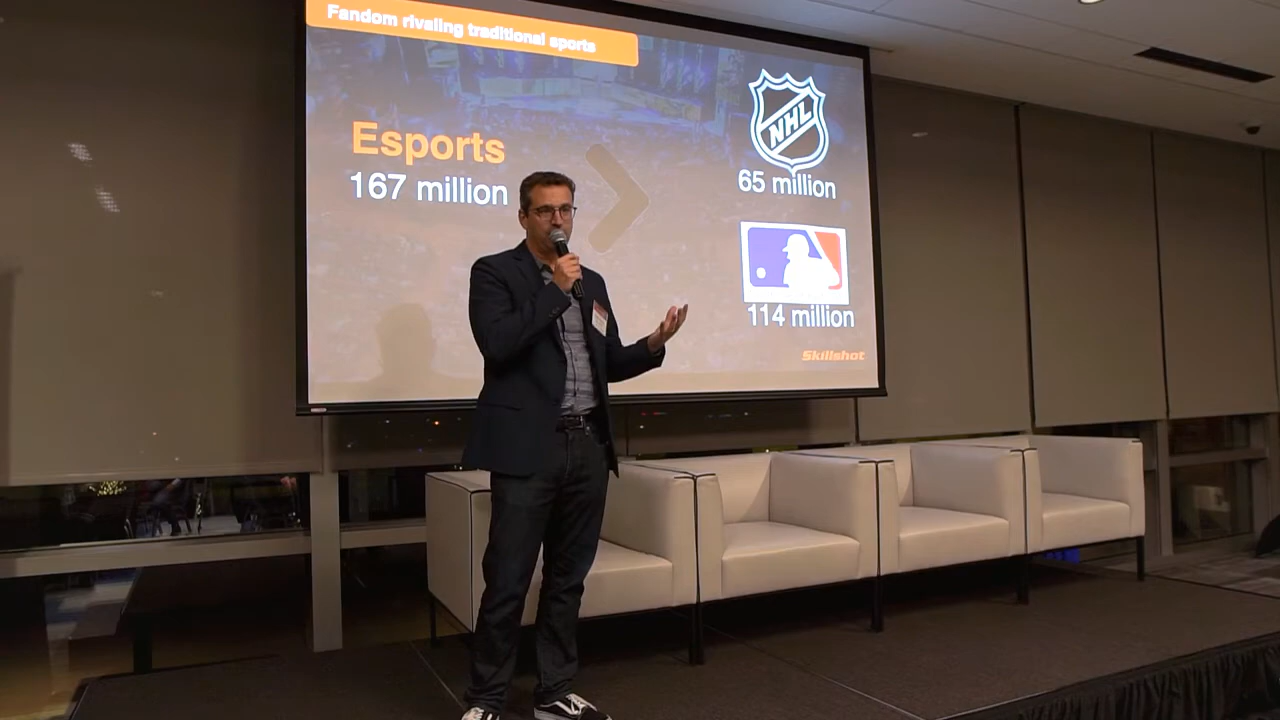 Fandom rivaling traditional sports
Esports
167 million
NHL
65 million
114 million
Skillshot